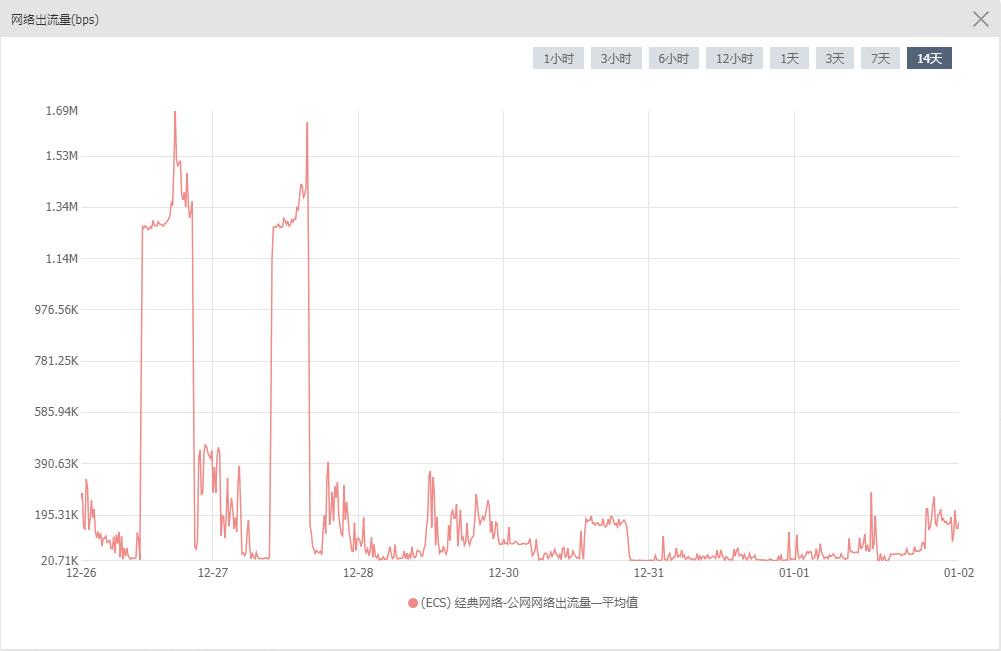 网络出流量(bps)
1小时 3小时 6小时 12小时 1天 3天 7天 14天
1.69M
1.53M
1.34M
1.14M
976.56K
781.25K
585.94K
390.63K
195.31K
20.71K
12-26 12-27 12-28 12-30 12-31 01-01 01-02
(ECS) 经典网络-公网网络出流量—平均值